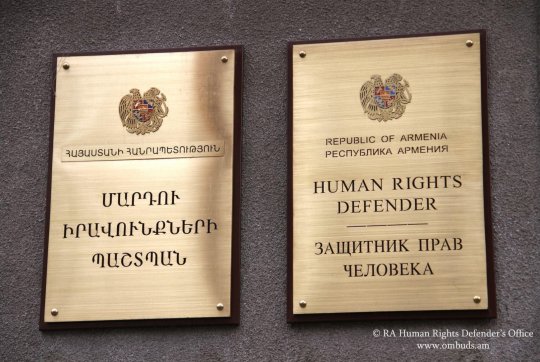 ՀԱՅԱՍՏԱՆԻ ՀԱՆՐԱՊԵՏՈՒԹՅՈՒՆ
ՄԱՐԴՈՒ
ԻՐԱՎՈՒՆՔՆԵՐԻ
ՊԱՇՏՊԱՆ
REPUBLIC OF ARMENIA
РЕСПУБЛИКА АРМЕНИЯ
HUMAN RIGHTS
DEFENDER
ЗАЩИТНИК ПРАВ
ЧЕЛОВЕКА
© RA Human Rights Defender's Office
www.ombuds.am